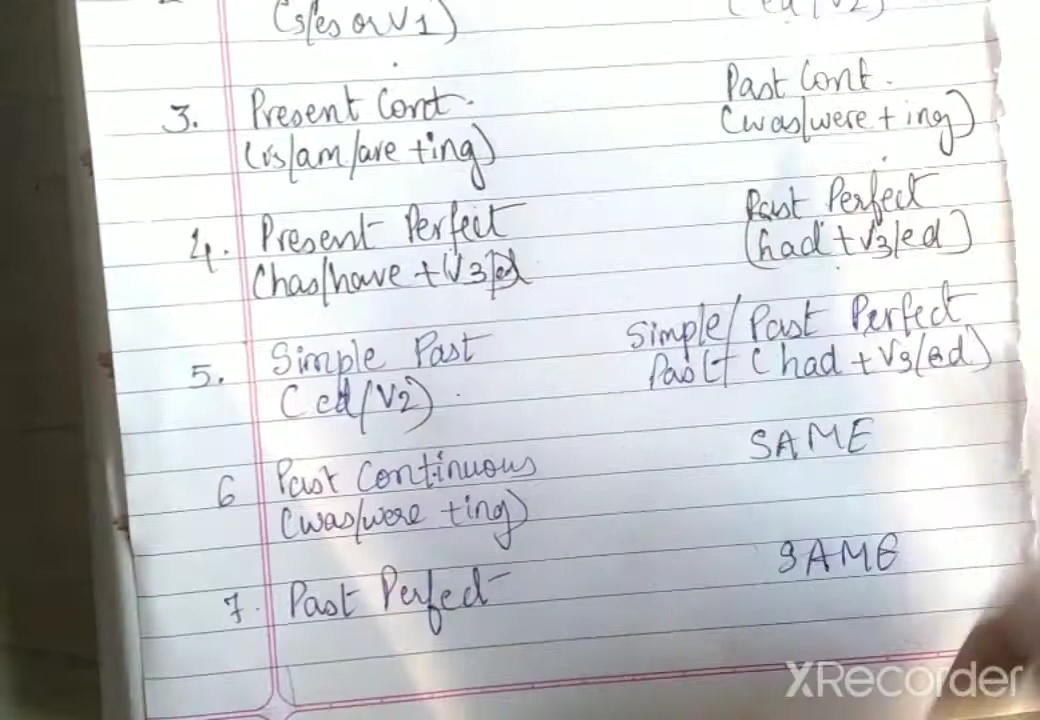 (s/es or V1)
(ed/V2)
3. Present Cont. Past Cont.
(is/am/are +ing) (was/were + ing)
4. Present Perfect Past Perfect
(has/have + V3/ed (had + V3/ed)
5. Simple Past Simple/ Past Perfect
(ed/V2). Past (had + V3/ed)
6 Past Continuous SAME
(was/were +ing)
7. Past Perfect SAME
XRecorder